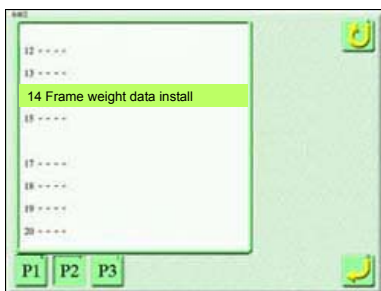 12 - - - -
13 - - - -
14 Frame weight data install
15 - - - -
17 - - - -
18 - - - -
19 - - - -
20 - - - -
P1 P2 P3